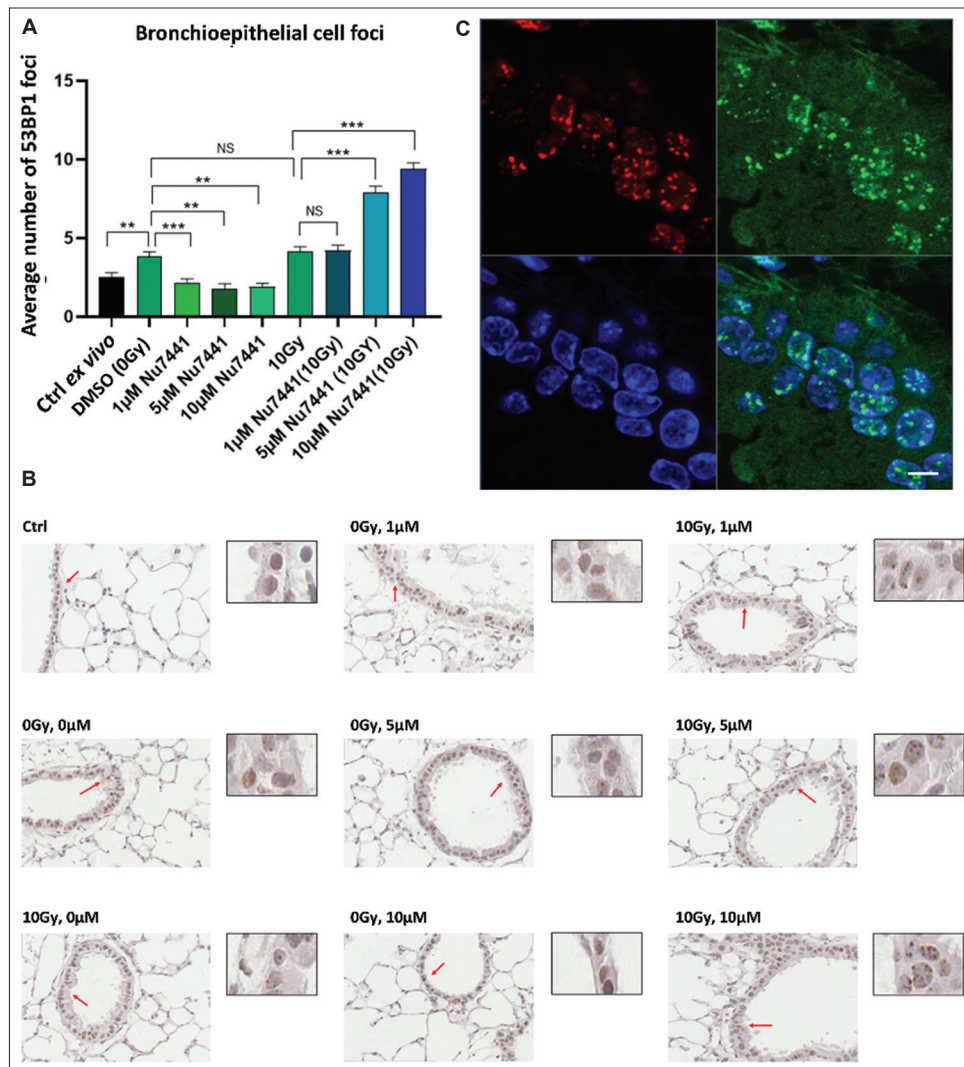 A
Bronchioepithelial cell foci
Average number of 53BP1 foci
15
10
5
0
***
NS
***
**
**
NS
**
***
Ctrl ex vivo
DMSO (0Gy)
1µM Nu7441
5µM Nu7441
10µM Nu7441
10Gy
1µM Nu7441(10Gy)
5µM Nu7441 (10GY)
10µM Nu7441(10Gy)
C
B
Ctrl
0Gy, 1µM
10Gy, 1µM
0Gy, 0µM
0Gy, 5µM
10Gy, 5µM
10Gy, 0µM
0Gy, 10µM
10Gy, 10µM